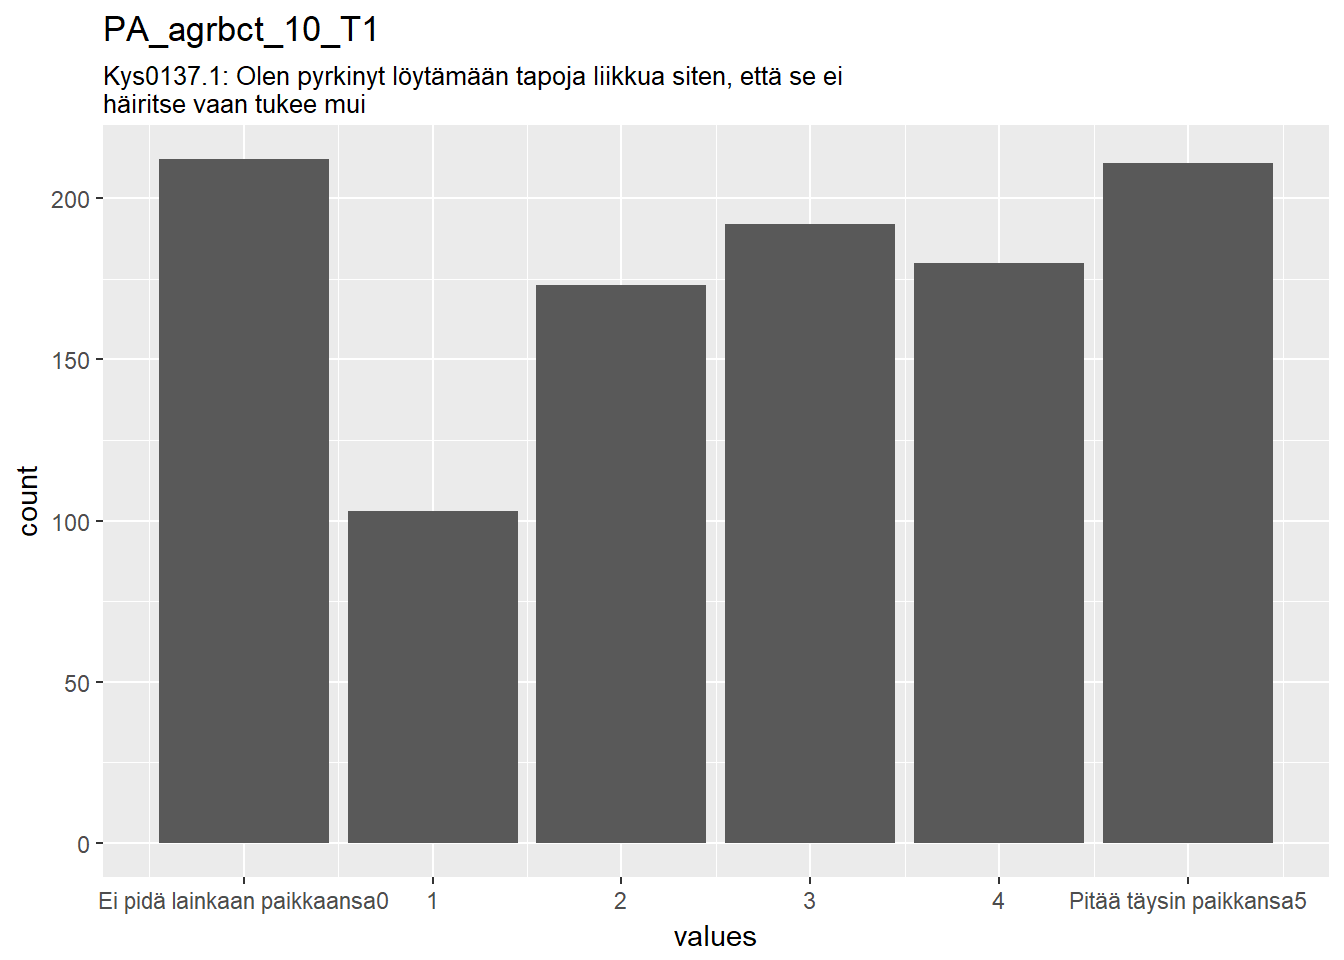 PA_agrbct_10_T1
Kys0137.1: Olen pyrkinyt löytämään tapoja liikkua siten, että se ei
häiritse vaan tukee mui
200
150
100
50
0
count
Ei pidä lainkaan paikkaansa0 1 2 3 4 Pitää täysin paikkansa5
values